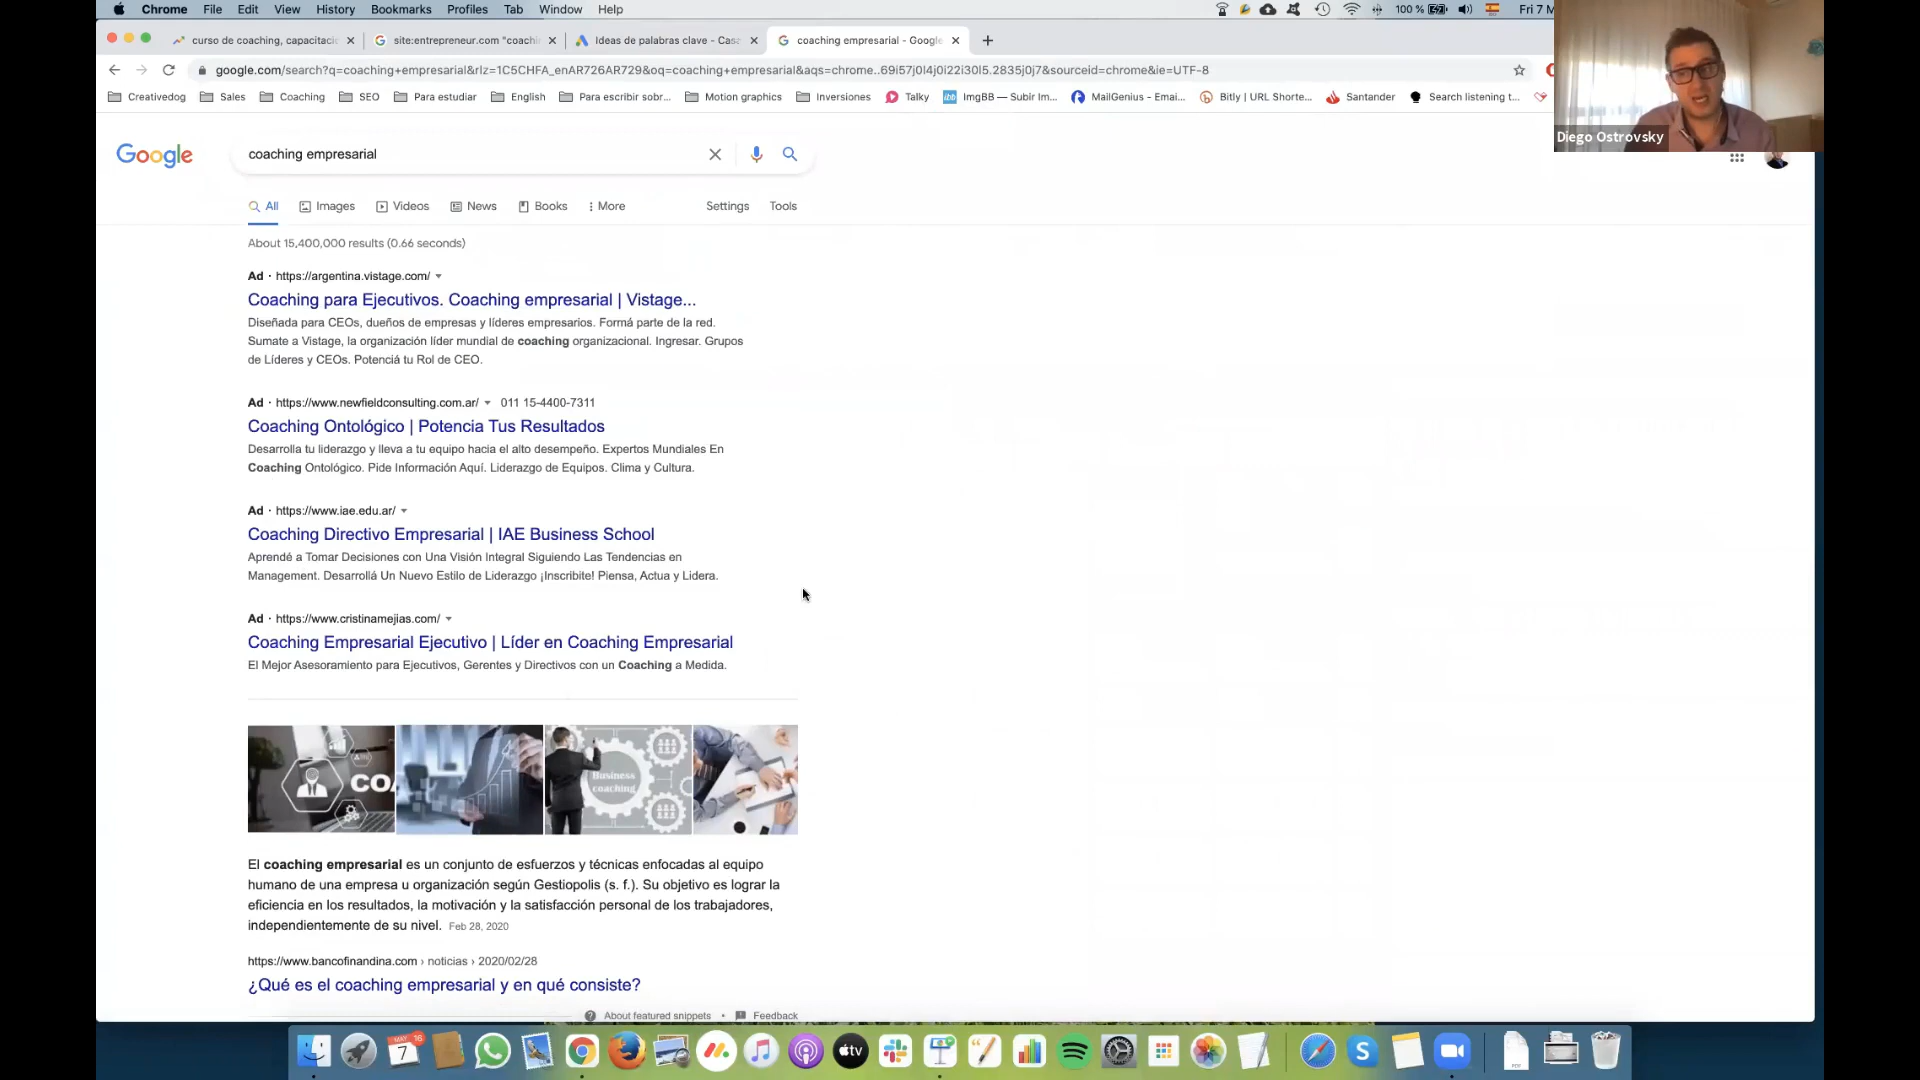 Chrome File Edit View History Bookmarks Profiles Tab Window Help
100 % Fri 7 M
curso de coaching, capacitaci
site:entrepreneur.com "coachi
Ideas de palabras clave - Casa
coaching empresarial - Google
google.com/search?q=coaching+empresarial&rlz=1C5CHFA_enAR726AR729&oq=coaching+empresarial&aqs=chrome..69i57j0l4j0i22i30l5.2835j0j7&sourceid=chrome&ie=UTF-8
Creativedog Sales Coaching SEO Para estudiar English Para escribir sobr... Motion graphics Inversiones Talky ImgBB — Subir Im... MailGenius - Emai... Bitly | URL Shorte... Santander Search listening t...
Diego Ostrovsky
Google
coaching empresarial
All Images Videos News Books More Settings Tools
About 15,400,000 results (0.66 seconds)
Ad · https://argentina.vistage.com/
Coaching para Ejecutivos. Coaching empresarial | Vistage...
Diseñada para CEOs, dueños de empresas y líderes empresarios. Formá parte de la red.
Sumate a Vistage, la organización líder mundial de coaching organizacional. Ingresar. Grupos
de Líderes y CEOs. Potenciá tu Rol de CEO.
Ad · https://www.newfieldconsulting.com.ar/ 011 15-4400-7311
Coaching Ontológico | Potencia Tus Resultados
Desarrolla tu liderazgo y lleva a tu equipo hacia el alto desempeño. Expertos Mundiales En
Coaching Ontológico. Pide Información Aquí. Liderazgo de Equipos. Clima y Cultura.
Ad · https://www.iae.edu.ar/
Coaching Directivo Empresarial | IAE Business School
Aprendé a Tomar Decisiones con Una Visión Integral Siguiendo Las Tendencias en
Management. Desarrollá Un Nuevo Estilo de Liderazgo ¡Inscribite! Piensa, Actua y Lidera.
Ad · https://www.cristinamejias.com/
Coaching Empresarial Ejecutivo | Líder en Coaching Empresarial
El Mejor Asesoramiento para Ejecutivos, Gerentes y Directivos con un Coaching a Medida.
CO
Business
coaching
El coaching empresarial es un conjunto de esfuerzos y técnicas enfocadas al equipo
humano de una empresa u organización según Gestiopolis (s. f.). Su objetivo es lograr la
eficiencia en los resultados, la motivación y la satisfacción personal de los trabajadores,
independientemente de su nivel. Feb 28, 2020
https://www.bancofinandina.com › noticias › 2020/02/28
¿Qué es el coaching empresarial y en qué consiste?
About featured snippets • Feedback
MAY
7
16
tv